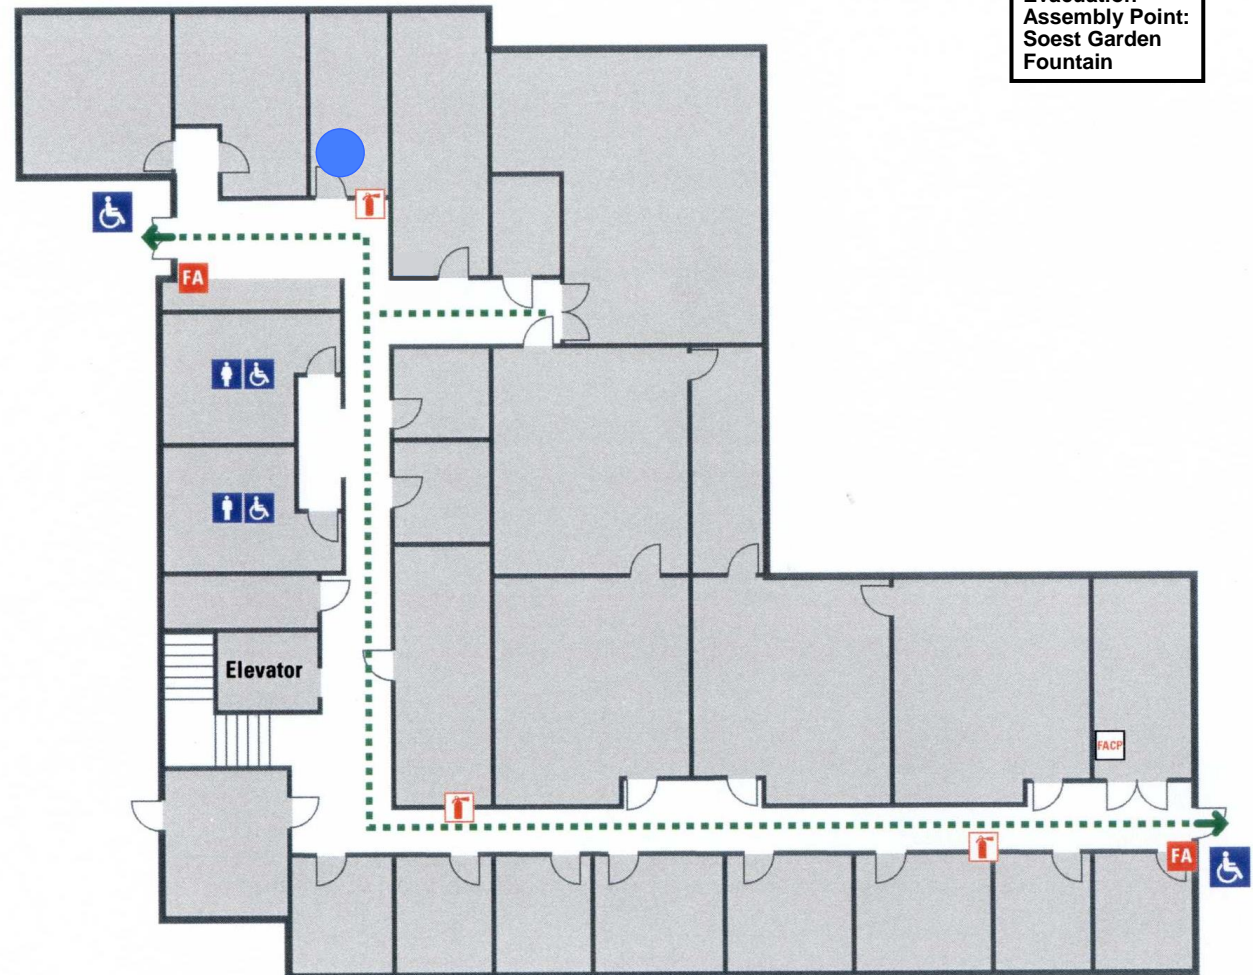 Assembly Point:
Soest Garden
Fountain
FA
Elevator
FACP
FA